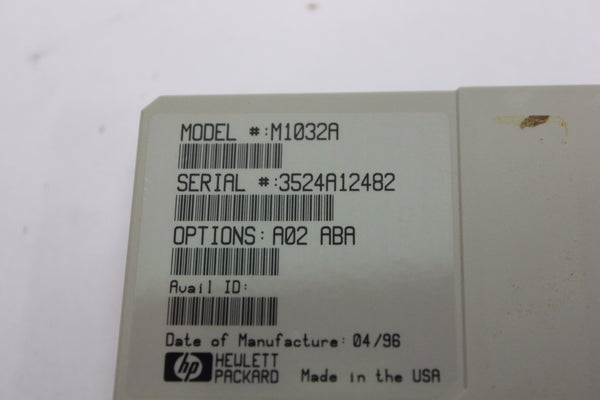 MODEL #:M1032A
SERIAL #:3524A12482
OPTIONS: A02 ABA
Avail ID:
Date of Manufacture: 04/96
hp HEWLETT
PACKARD Made in the USA